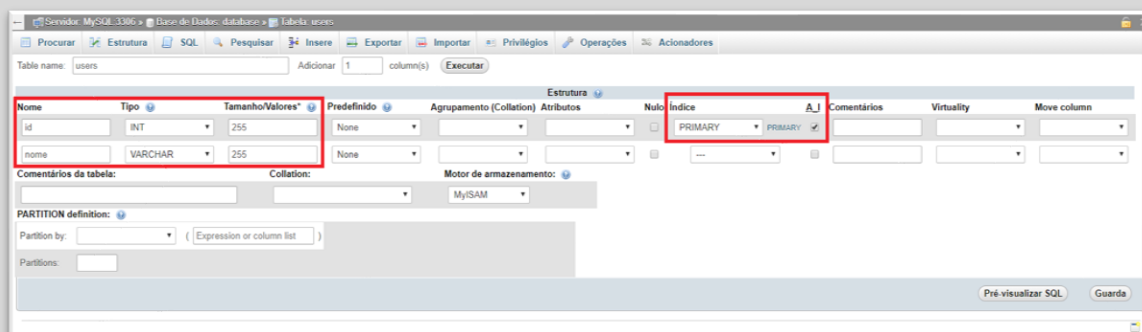 Servidor: MySQL:3306 » Base de Dados: database » Tabela: users
Procurar Estrutura SQL Pesquisar Insere Exportar Importar Privilégios Operações Acionadores
Table name: users Adicionar 1 column(s) Executar
Estrutura
Nome Tipo Tamanho/Valores* Predefinido Agrupamento (Collation) Atributos Nulo Índice A_I Comentários Virtuality Move column
id INT 255 None PRIMARY PRIMARY
nome VARCHAR 255 None ---
Comentários da tabela: Collation: Motor de armazenamento:
MyISAM
PARTITION definition:
Partition by: ( Expression or column list )
Partitions:
Pré-visualizar SQL Guarda